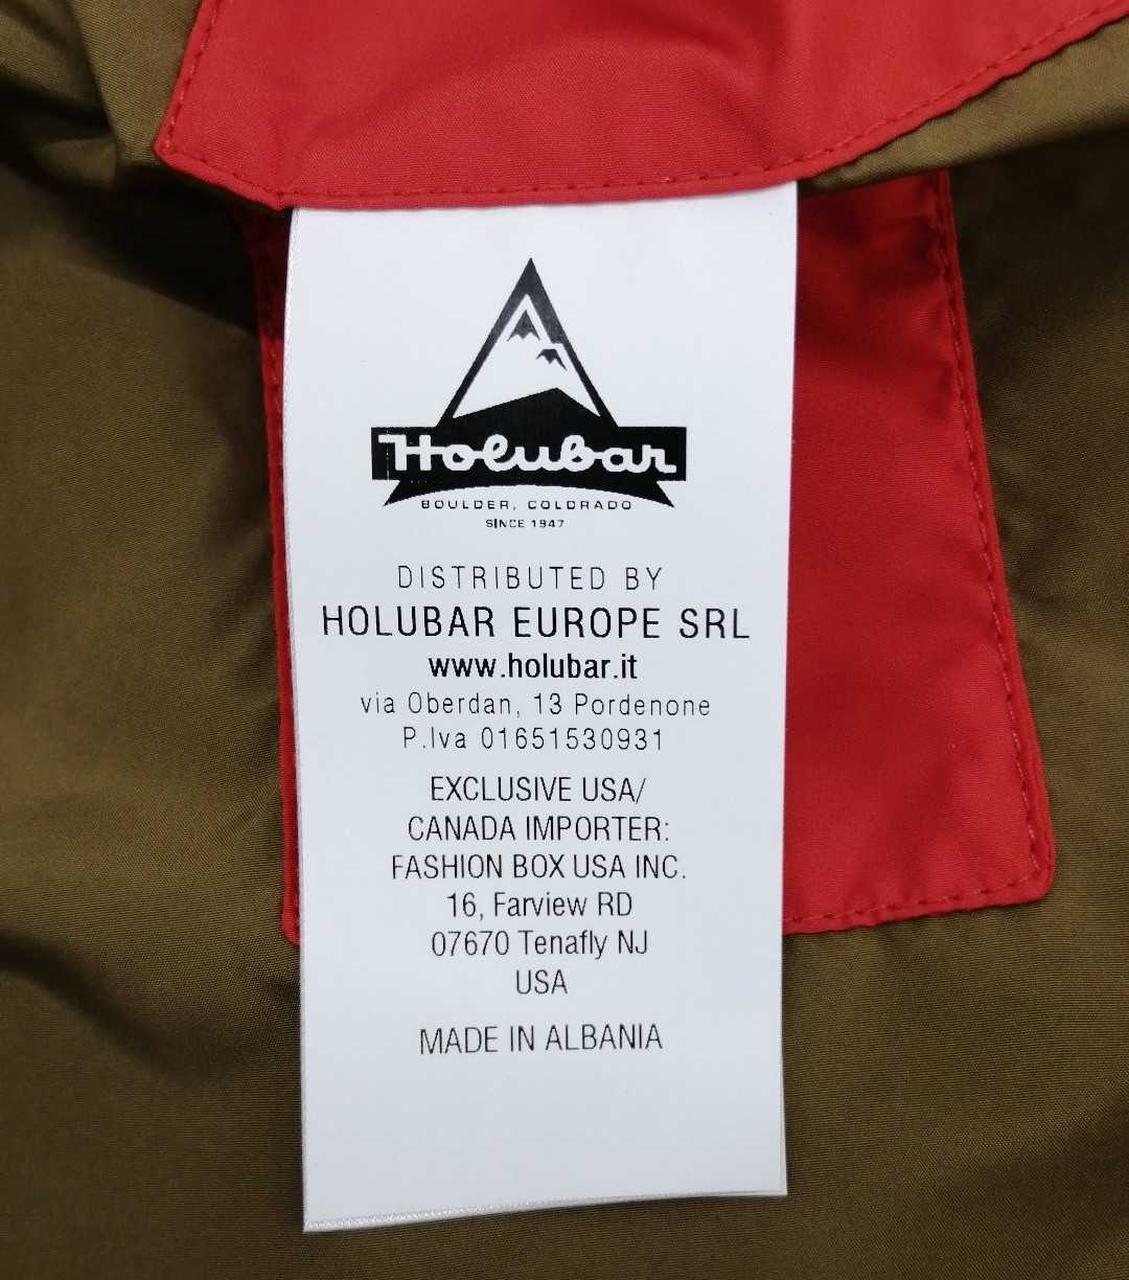 Holubar
BOULDER, COLORADO
SINCE 1947
DISTRIBUTED BY
HOLUBAR EUROPE SRL
www.holubar.it
via Oberdan, 13 Pordenone
P.Iva 01651530931
EXCLUSIVE USA/
CANADA IMPORTER:
FASHION BOX USA INC.
16, Farview RD
07670 Tenafly NJ
USA
MADE IN ALBANIA